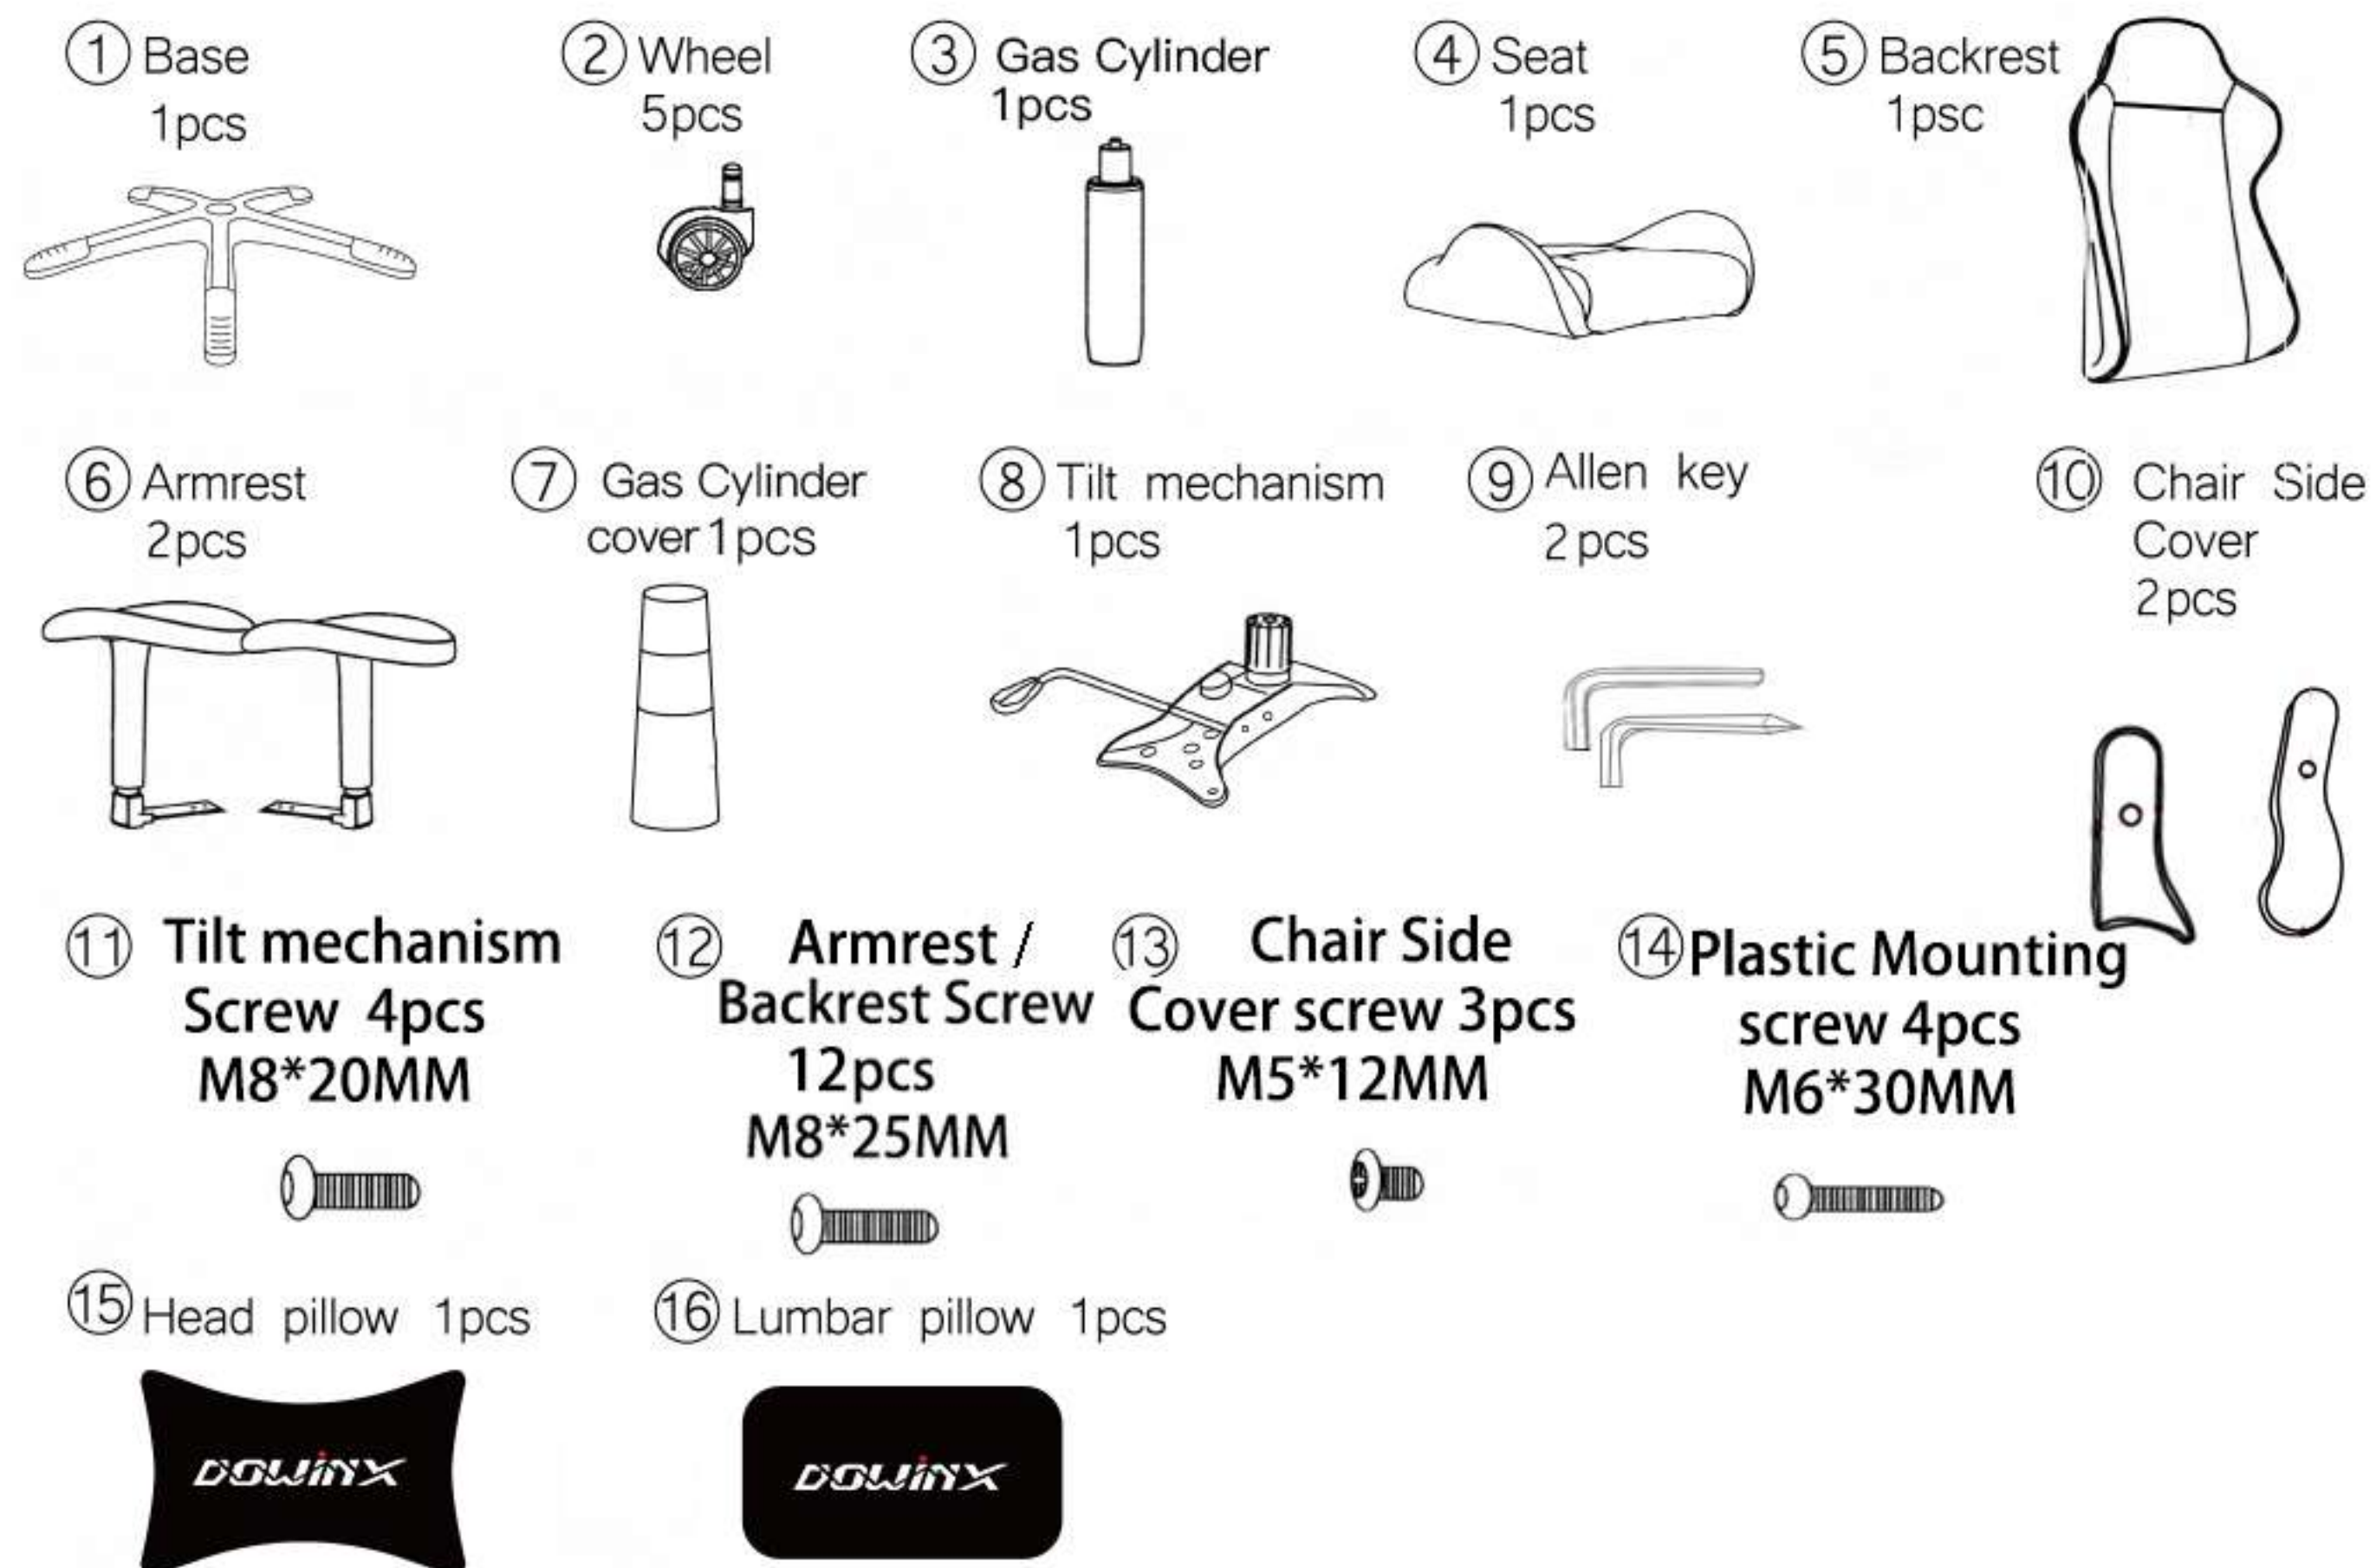 ① Base
1pcs
② Wheel
5pcs
③ Gas Cylinder
1pcs
④ Seat
1pcs
⑤ Backrest
1psc
⑥ Armrest
2pcs
⑦ Gas Cylinder
cover 1pcs
⑧ Tilt mechanism
1pcs
⑨ Allen key
2 pcs
⑩ Chair Side
Cover
2pcs
⑪ Tilt mechanism
Screw 4pcs
M8*20MM
⑫ Armrest /
Backrest Screw
12pcs
M8*25MM
⑬ Chair Side
Cover screw 3pcs
M5*12MM
⑭ Plastic Mounting
screw 4pcs
M6*30MM
⑮ Head pillow 1pcs
DOWiNX
⑯ Lumbar pillow 1pcs
DOWiNX